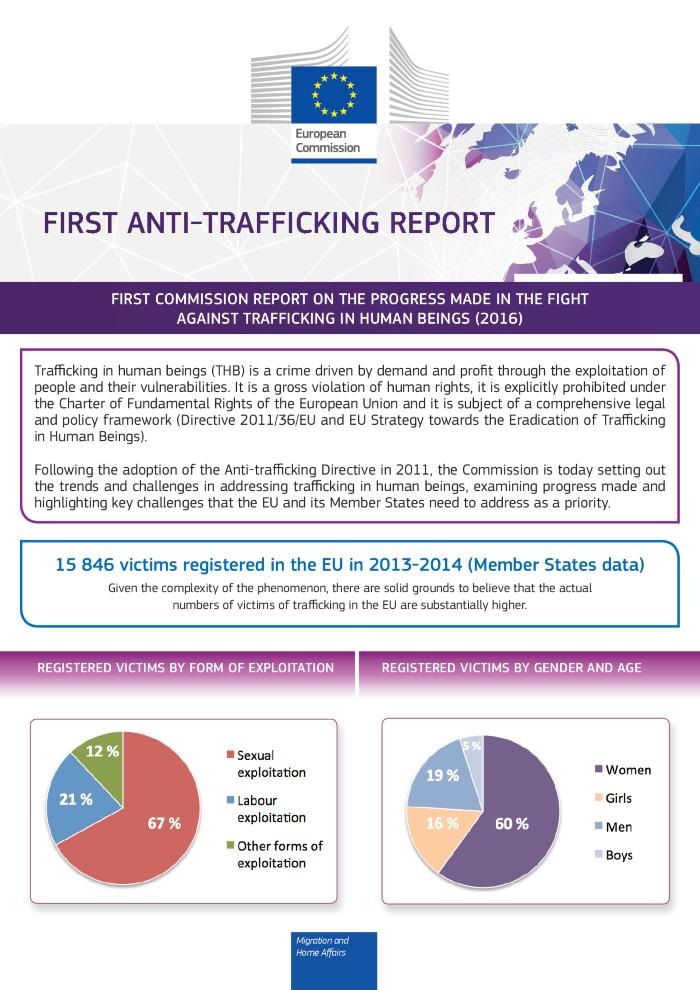 European
Commission
FIRST ANTI-TRAFFICKING REPORT
FIRST COMMISSION REPORT ON THE PROGRESS MADE IN THE FIGHT
AGAINST TRAFFICKING IN HUMAN BEINGS (2016)
Trafficking in human beings (THB) is a crime driven by demand and profit through the exploitation of
people and their vulnerabilities. It is a gross violation of human rights, it is explicitly prohibited under
the Charter of Fundamental Rights of the European Union and it is subject of a comprehensive legal
and policy framework (Directive 2011/36/EU and EU Strategy towards the Eradication of Trafficking
in Human Beings).
Following the adoption of the Anti-trafficking Directive in 2011, the Commission is today setting out
the trends and challenges in addressing trafficking in human beings, examining progress made and
highlighting key challenges that the EU and its Member States need to address as a priority.
15 846 victims registered in the EU in 2013-2014 (Member States data)
Given the complexity of the phenomenon, there are solid grounds to believe that the actual
numbers of victims of trafficking in the EU are substantially higher.
REGISTERED VICTIMS BY FORM OF EXPLOITATION
12 %
21 %
67 %
Sexual
exploitation
Labour
exploitation
Other forms of
exploitation
REGISTERED VICTIMS BY GENDER AND AGE
5 %
19 %
16 %
60 %
Women
Girls
Men
Boys
Migration and
Home Affairs